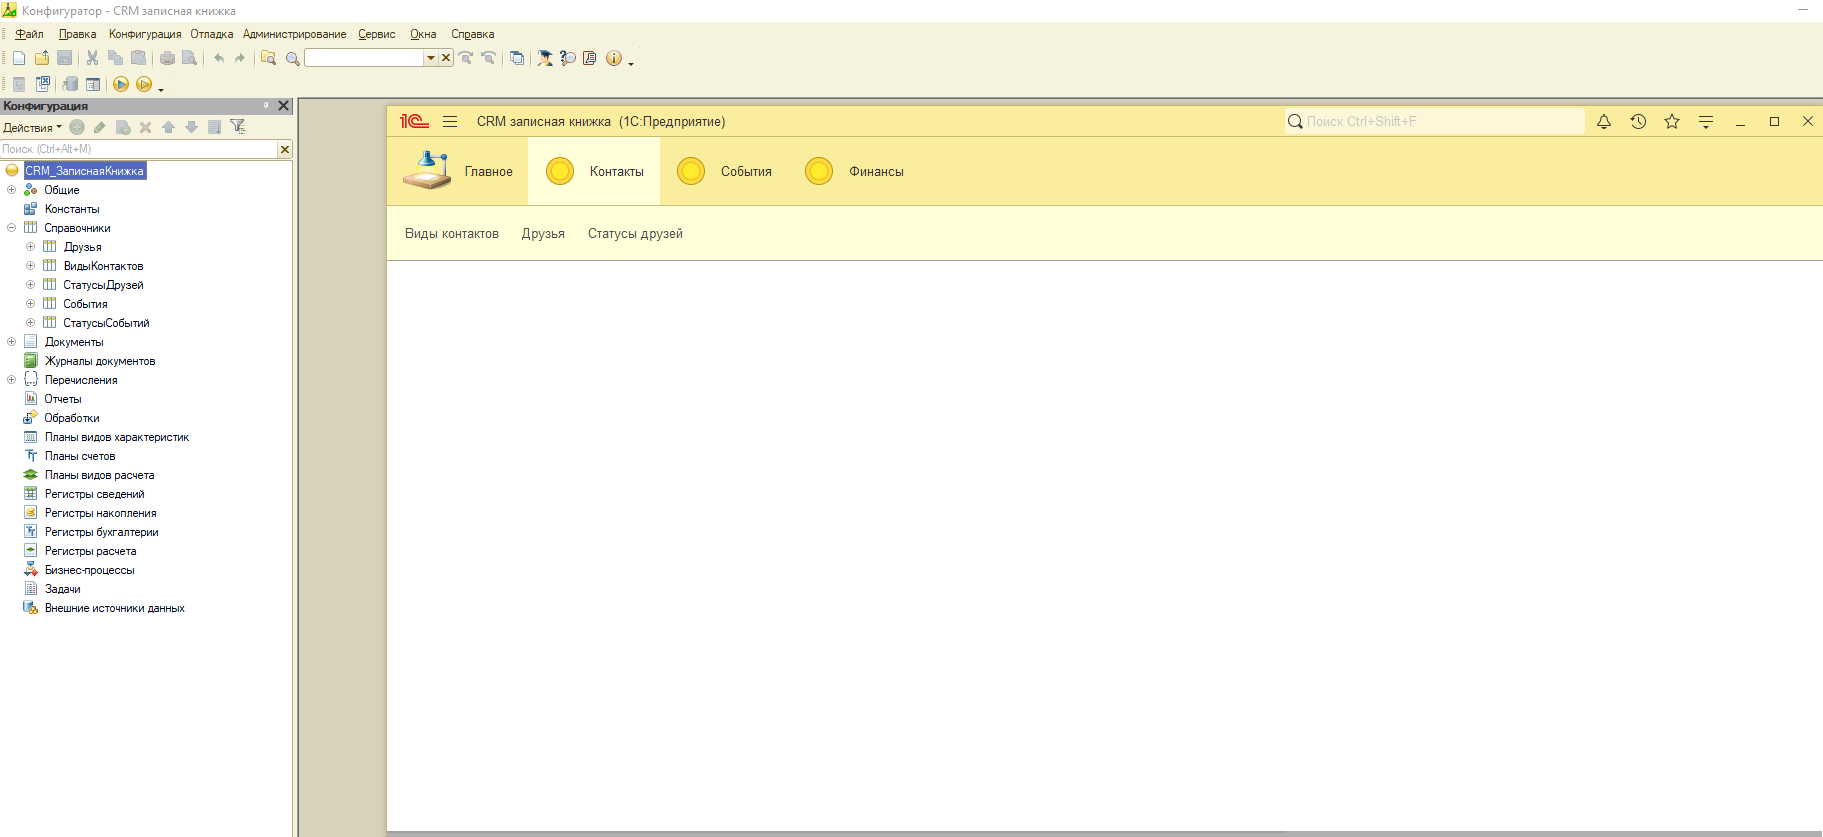 Конфигуратор - CRM записная книжка
Файл Правка Конфигурация Отладка Администрирование Сервис Окна Справка
Конфигурация
Действия
Поиск (Ctrl+Alt+M)
CRM_ЗаписнаяКнижка
Общие
Константы
Справочники
Друзья
ВидыКонтактов
СтатусыДрузей
События
СтатусыСобытий
Документы
Журналы документов
Перечисления
Отчеты
Обработки
Планы видов характеристик
Планы счетов
Планы видов расчета
Регистры сведений
Регистры накопления
Регистры бухгалтерии
Регистры расчета
Бизнес-процессы
Задачи
Внешние источники данных
1С CRM записная книжка (1С:Предприятие) Поиск Ctrl+Shift+F
Главное Контакты События Финансы
Виды контактов Друзья Статусы друзей